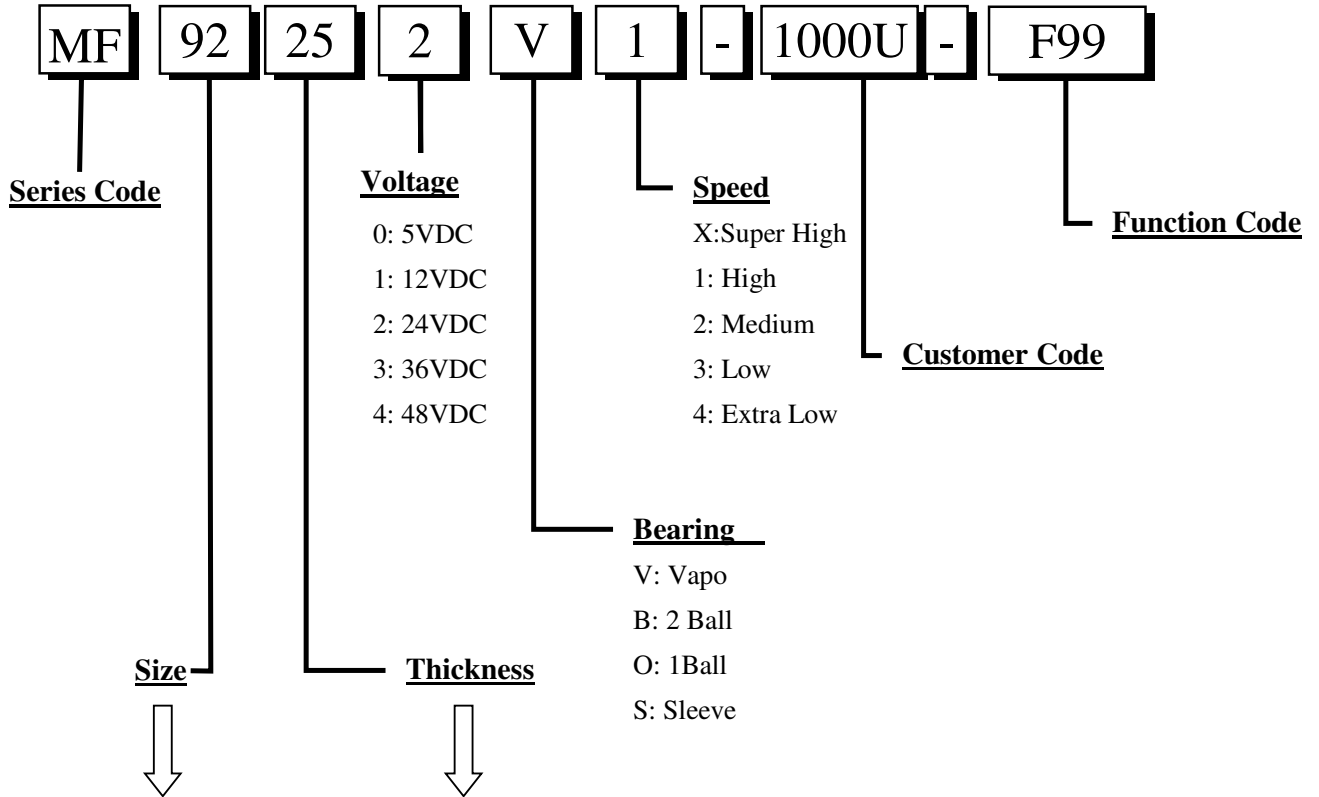 MF 92 25 2 V 1 - 1000U - F99
Series Code
Voltage
0: 5VDC
1: 12VDC
2: 24VDC
3: 36VDC
4: 48VDC
Speed
X:Super High
1: High
2: Medium
3: Low
4: Extra Low
Function Code
Customer Code
Bearing
V: Vapo
B: 2 Ball
O: 1Ball
S: Sleeve
Size
Thickness